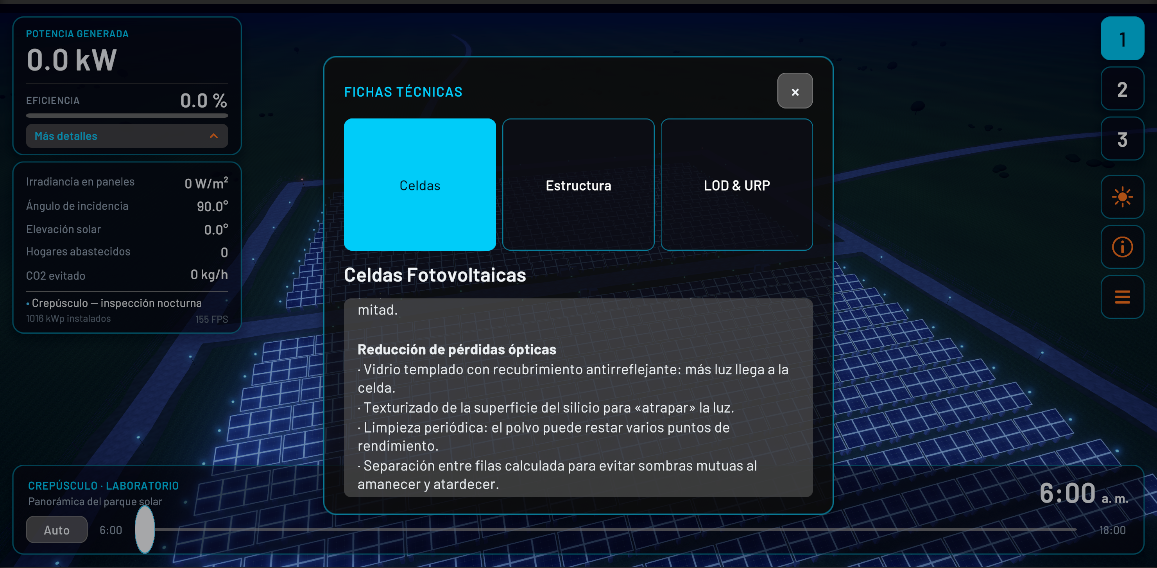 POTENCIA GENERADA
0.0 kW
EFICIENCIA 0.0 %
Más detalles
Irradiancia en paneles 0 W/m²
Ángulo de incidencia 90.0°
Elevación solar 0.0°
Hogares abastecidos 0
CO2 evitado 0 kg/h
• Crepúsculo — inspección nocturna
1016 kWp instalados 155 FPS
FICHAS TÉCNICAS
×
Celdas
Estructura
LOD & URP
Celdas Fotovoltaicas
mitad.
Reducción de pérdidas ópticas
· Vidrio templado con recubrimiento antirreflejante: más luz llega a la
celda.
· Texturizado de la superficie del silicio para «atrapar» la luz.
· Limpieza periódica: el polvo puede restar varios puntos de
rendimiento.
· Separación entre filas calculada para evitar sombras mutuas al
amanecer y atardecer.
1
2
3
CREPÚSCULO · LABORATORIO
Panorámica del parque solar
6:00 a. m.
Auto
6:00
18:00